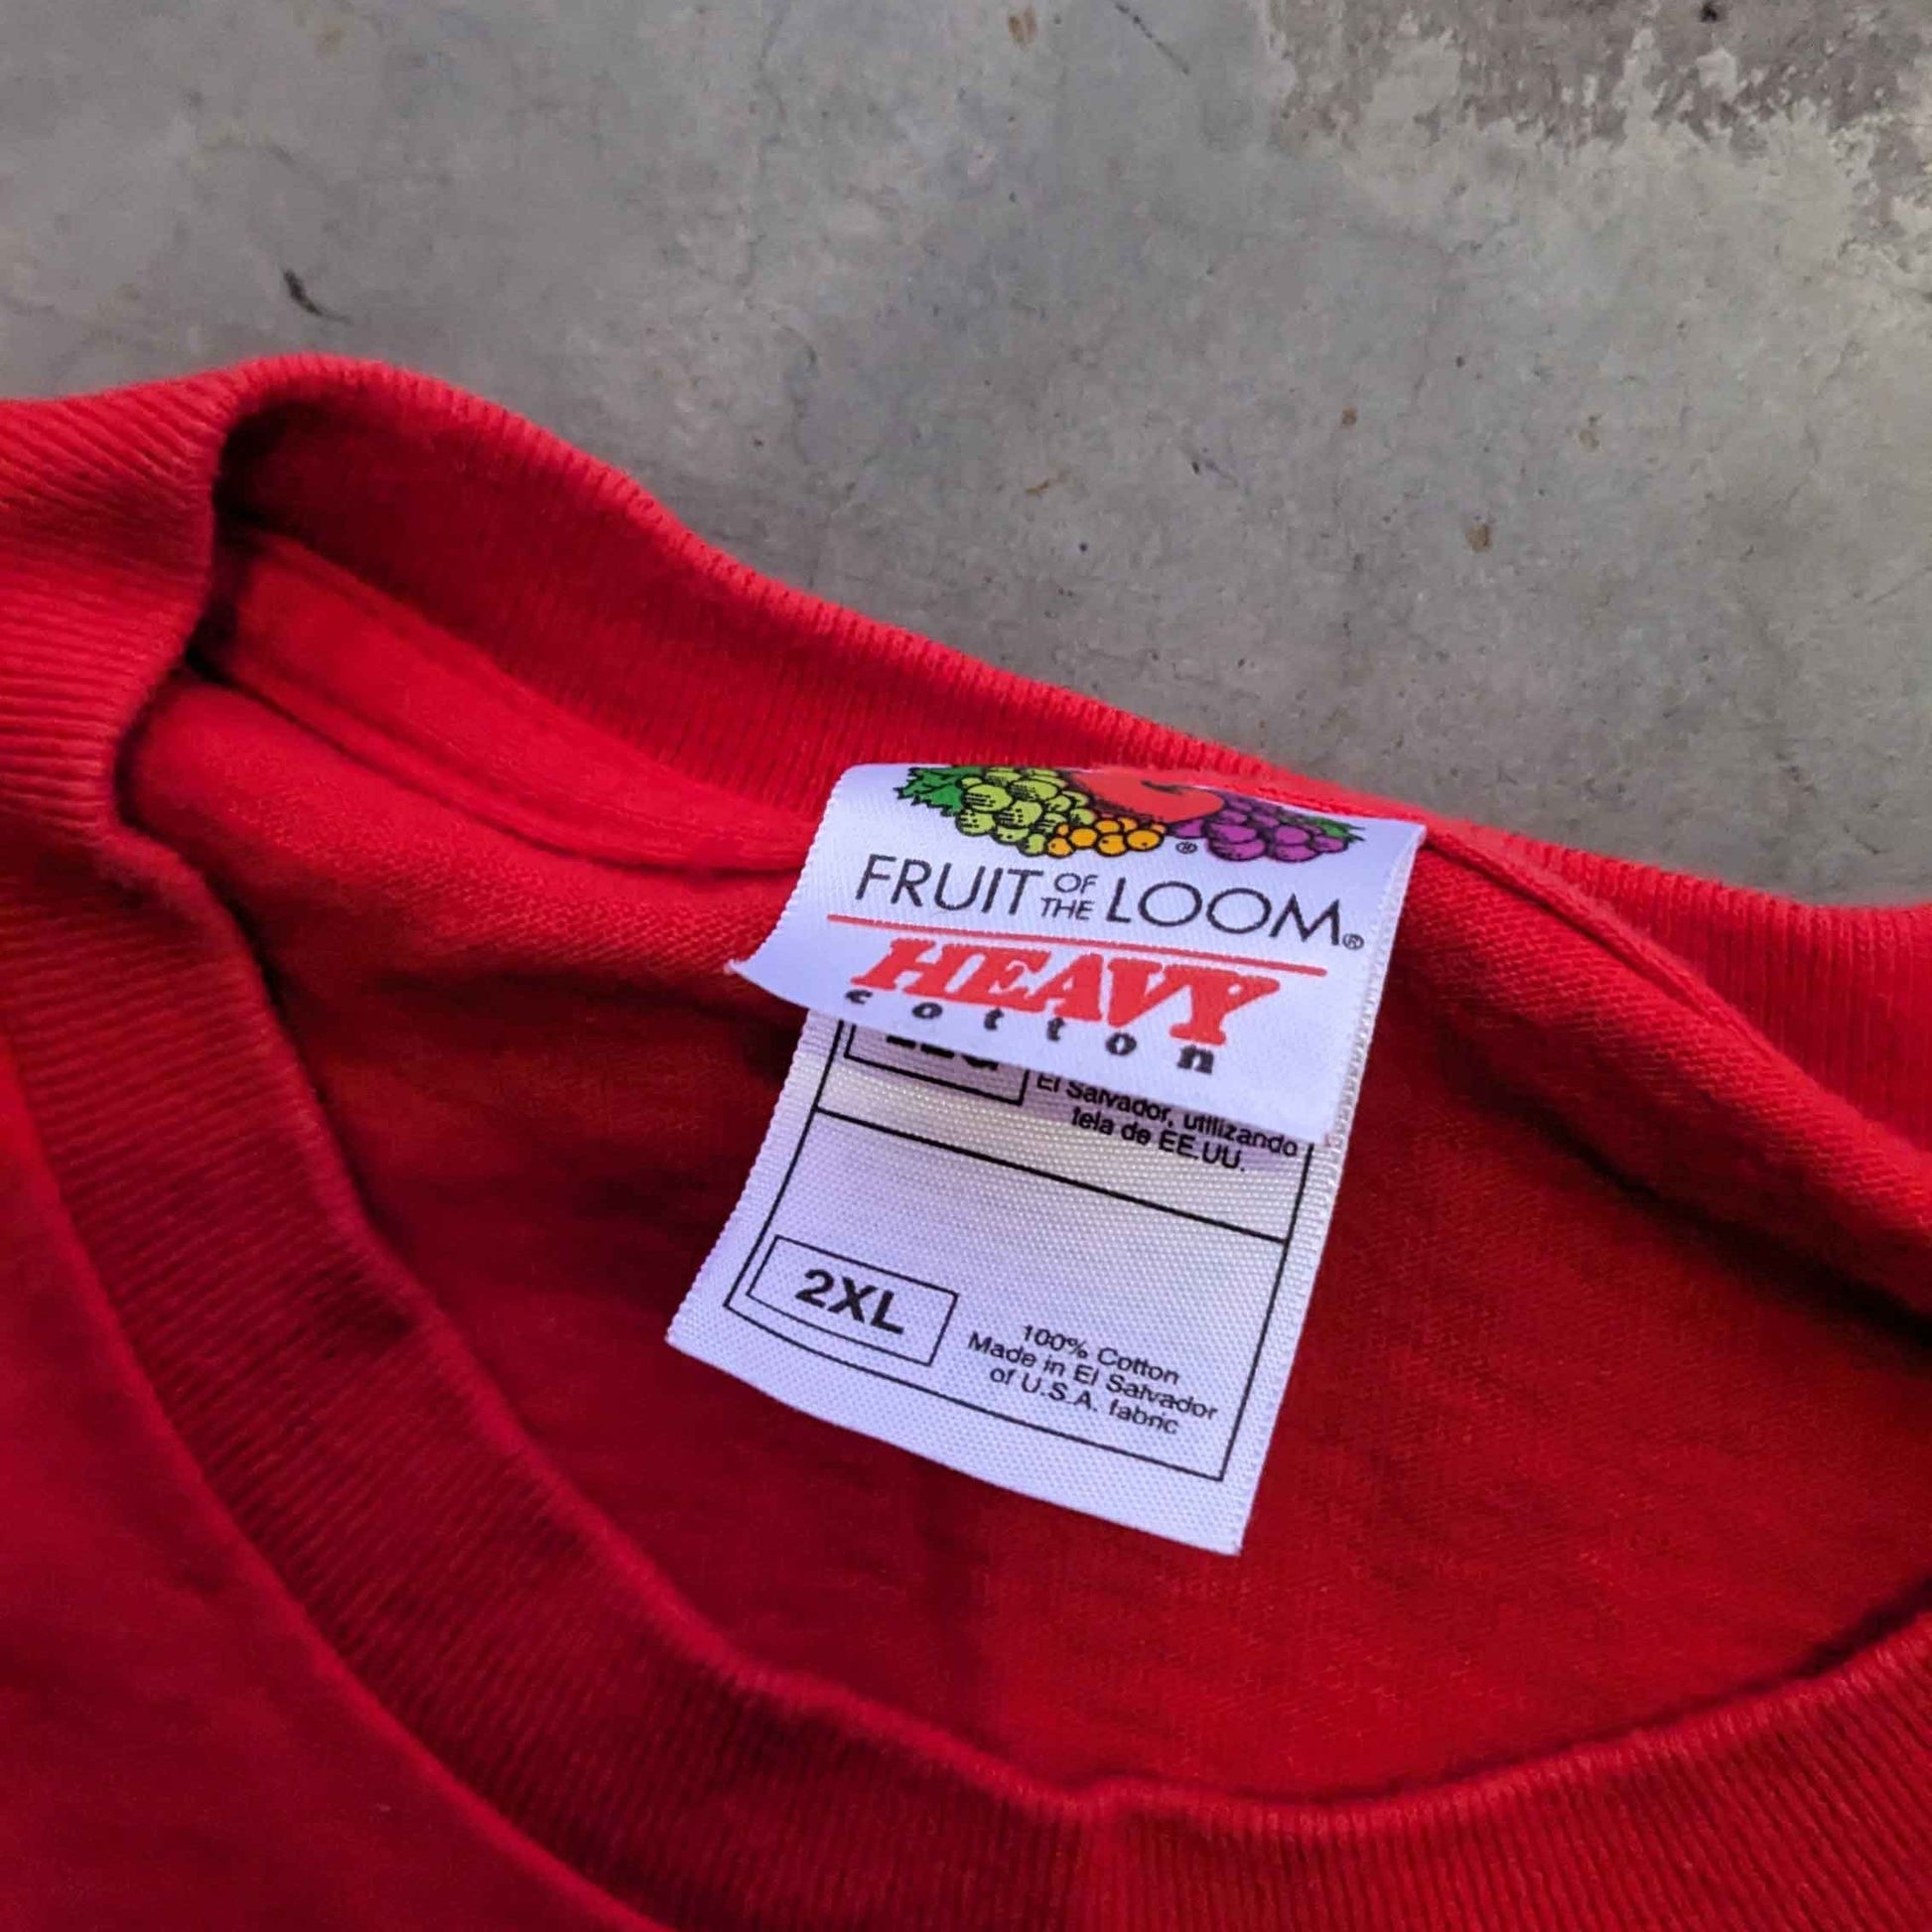 ®
FRUIT OF THE LOOM®
HEAVY
cotton
El Salvador, utilizando
tela de EE.UU.
2XL
100% Cotton
Made in El Salvador
of U.S.A. fabric